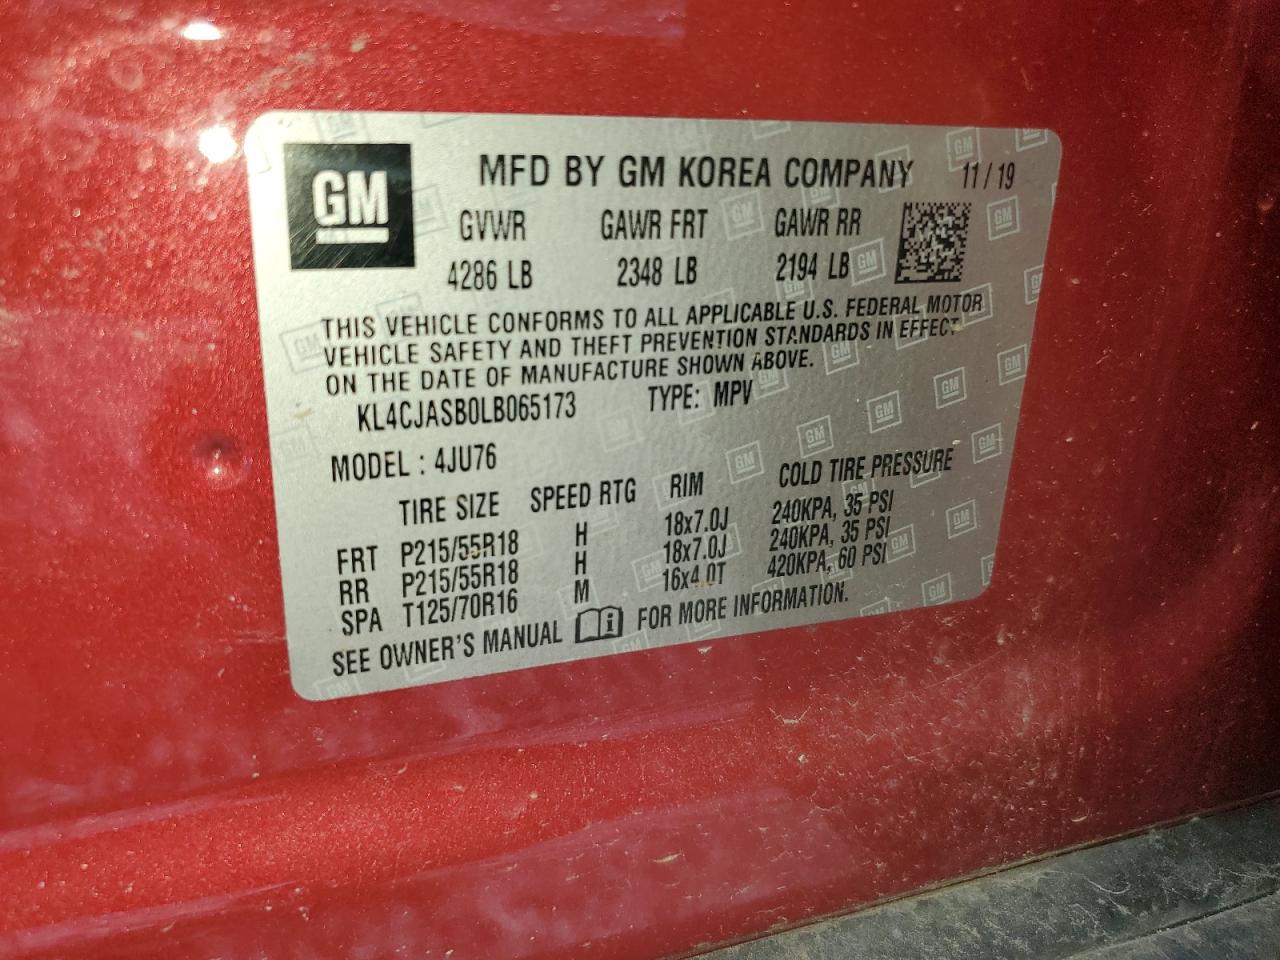 GM
MFD BY GM KOREA COMPANY 11/19
GVWR GAWR FRT GAWR RR
4286 LB 2348 LB 2194 LB
THIS VEHICLE CONFORMS TO ALL APPLICABLE U.S. FEDERAL MOTOR
VEHICLE SAFETY AND THEFT PREVENTION STANDARDS IN EFFECT
ON THE DATE OF MANUFACTURE SHOWN ABOVE.
KL4CJASB0LB065173 TYPE: MPV
MODEL : 4JU76
TIRE SIZE SPEED RTG RIM COLD TIRE PRESSURE
FRT P215/55R18 H 18x7.0J 240KPA, 35 PSI
RR P215/55R18 H 18x7.0J 240KPA, 35 PSI
SPA T125/70R16 M 16x4.0T 420KPA, 60 PSI
SEE OWNER'S MANUAL FOR MORE INFORMATION.